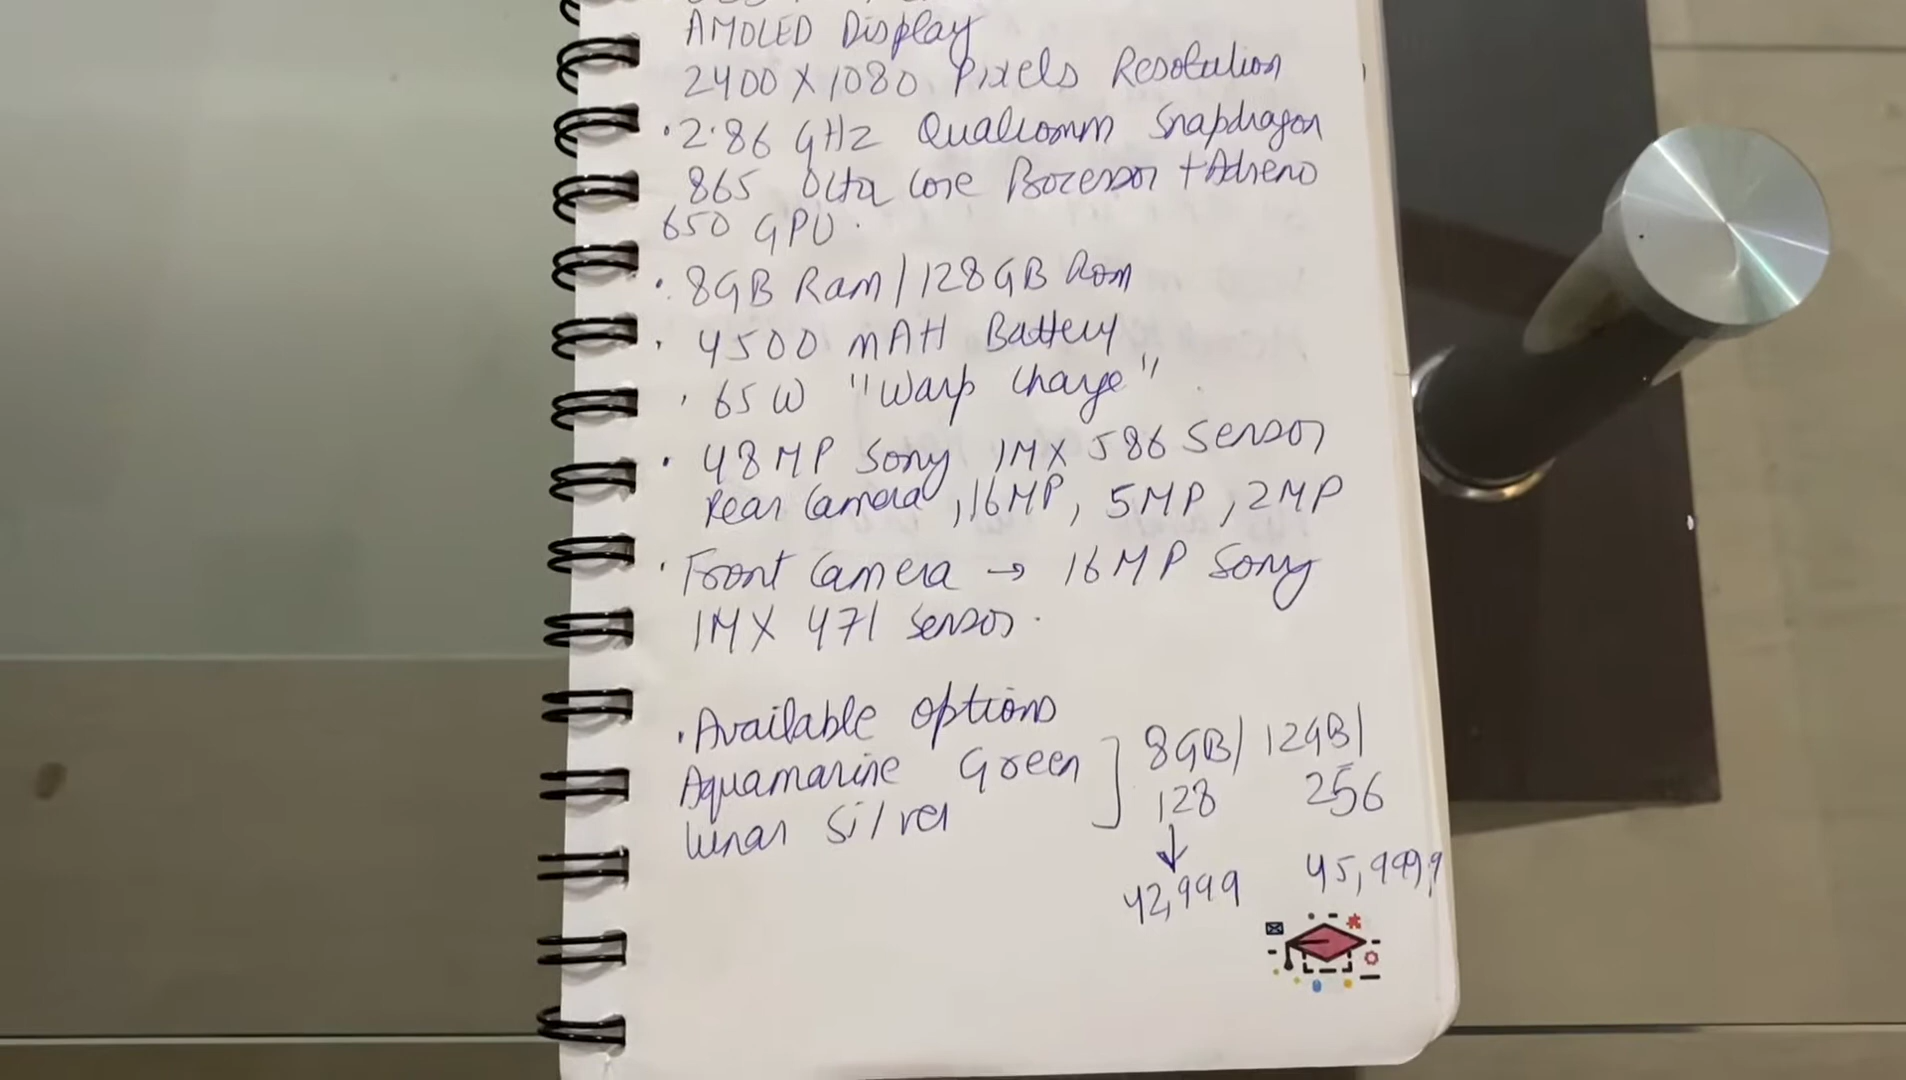 AMOLED Display
2400 X 1080 Pixels Resolution
• 2.86 GHz Qualcomm Snapdragon
865 Octa Core Processor + Adreno
650 GPU.
• 8GB Ram / 128GB Rom
• 4500 mAH Battery
• 65W "Warp Charge"
• 48MP Sony IMX 586 Sensor
Rear Camera, 16MP, 5MP, 2MP
• Front Camera → 16MP Sony
IMX 471 Sensor.
• Available options
Aquamarine Green ] 8GB/ 12GB/
Lunar Silver 128 256
↓
42,999 45,999,